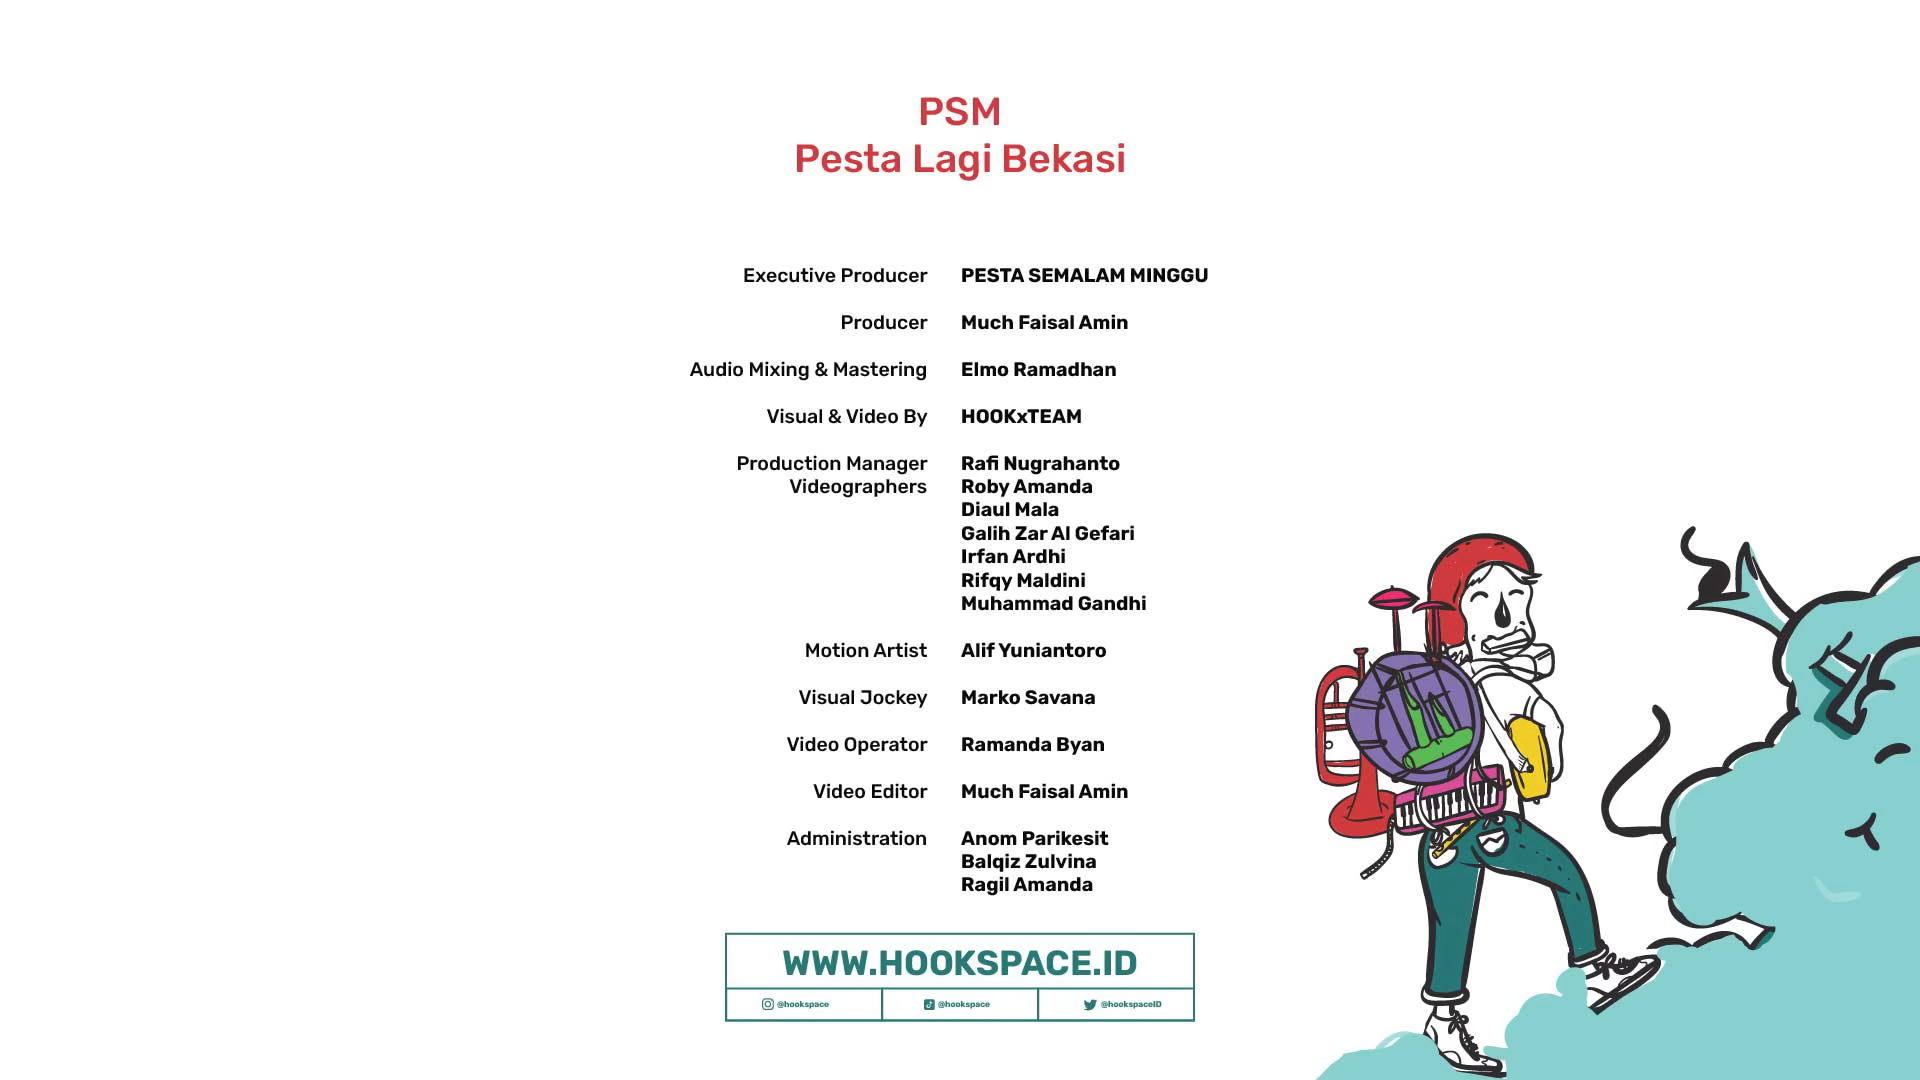 PSM
Pesta Lagi Bekasi
Executive Producer PESTA SEMALAM MINGGU
Producer Much Faisal Amin
Audio Mixing & Mastering Elmo Ramadhan
Visual & Video By HOOKxTEAM
Production Manager Rafi Nugrahanto
Videographers Roby Amanda
Diaul Mala
Galih Zar Al Gefari
Irfan Ardhi
Rifqy Maldini
Muhammad Gandhi
Motion Artist Alif Yuniantoro
Visual Jockey Marko Savana
Video Operator Ramanda Byan
Video Editor Much Faisal Amin
Administration Anom Parikesit
Balqiz Zulvina
Ragil Amanda
WWW.HOOKSPACE.ID
@hookspace @hookspace @hookspaceID